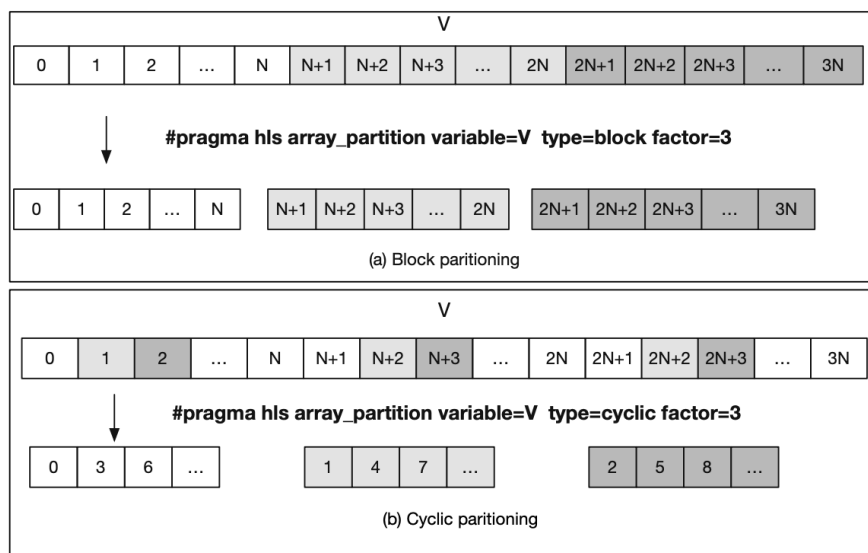 V
0 1 2 ... N N+1 N+2 N+3 ... 2N 2N+1 2N+2 2N+3 ... 3N
#pragma hls array_partition variable=V type=block factor=3
0 1 2 ... N N+1 N+2 N+3 ... 2N 2N+1 2N+2 2N+3 ... 3N
(a) Block paritioning
V
0 1 2 ... N N+1 N+2 N+3 ... 2N 2N+1 2N+2 2N+3 ... 3N
#pragma hls array_partition variable=V type=cyclic factor=3
0 3 6 ... 1 4 7 ... 2 5 8 ...
(b) Cyclic paritioning